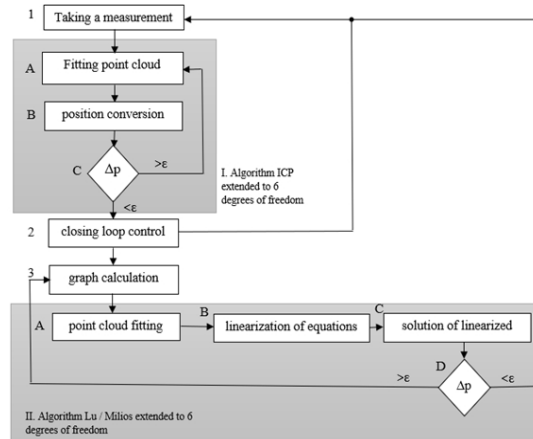 1
Taking a measurement
A
Fitting point cloud
B
position conversion
C
Δp
>ε
<ε
I. Algorithm ICP
extended to 6
degrees of freedom
2
closing loop control
3
graph calculation
A
point cloud fitting
B
linearization of equations
C
solution of linearized
D
Δp
>ε
<ε
II. Algorithm Lu / Milios extended to 6
degrees of freedom